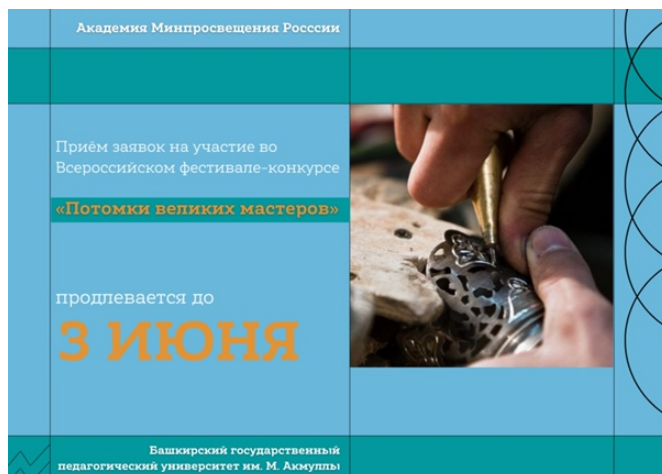 Академия Минпросвещения Росссии
Приём заявок на участие во
Всероссийском фестивале-конкурсе
«Потомки великих мастеров»
продлевается до
3 ИЮНЯ
Башкирский государственный
педагогический университет им. М. Акмуллы